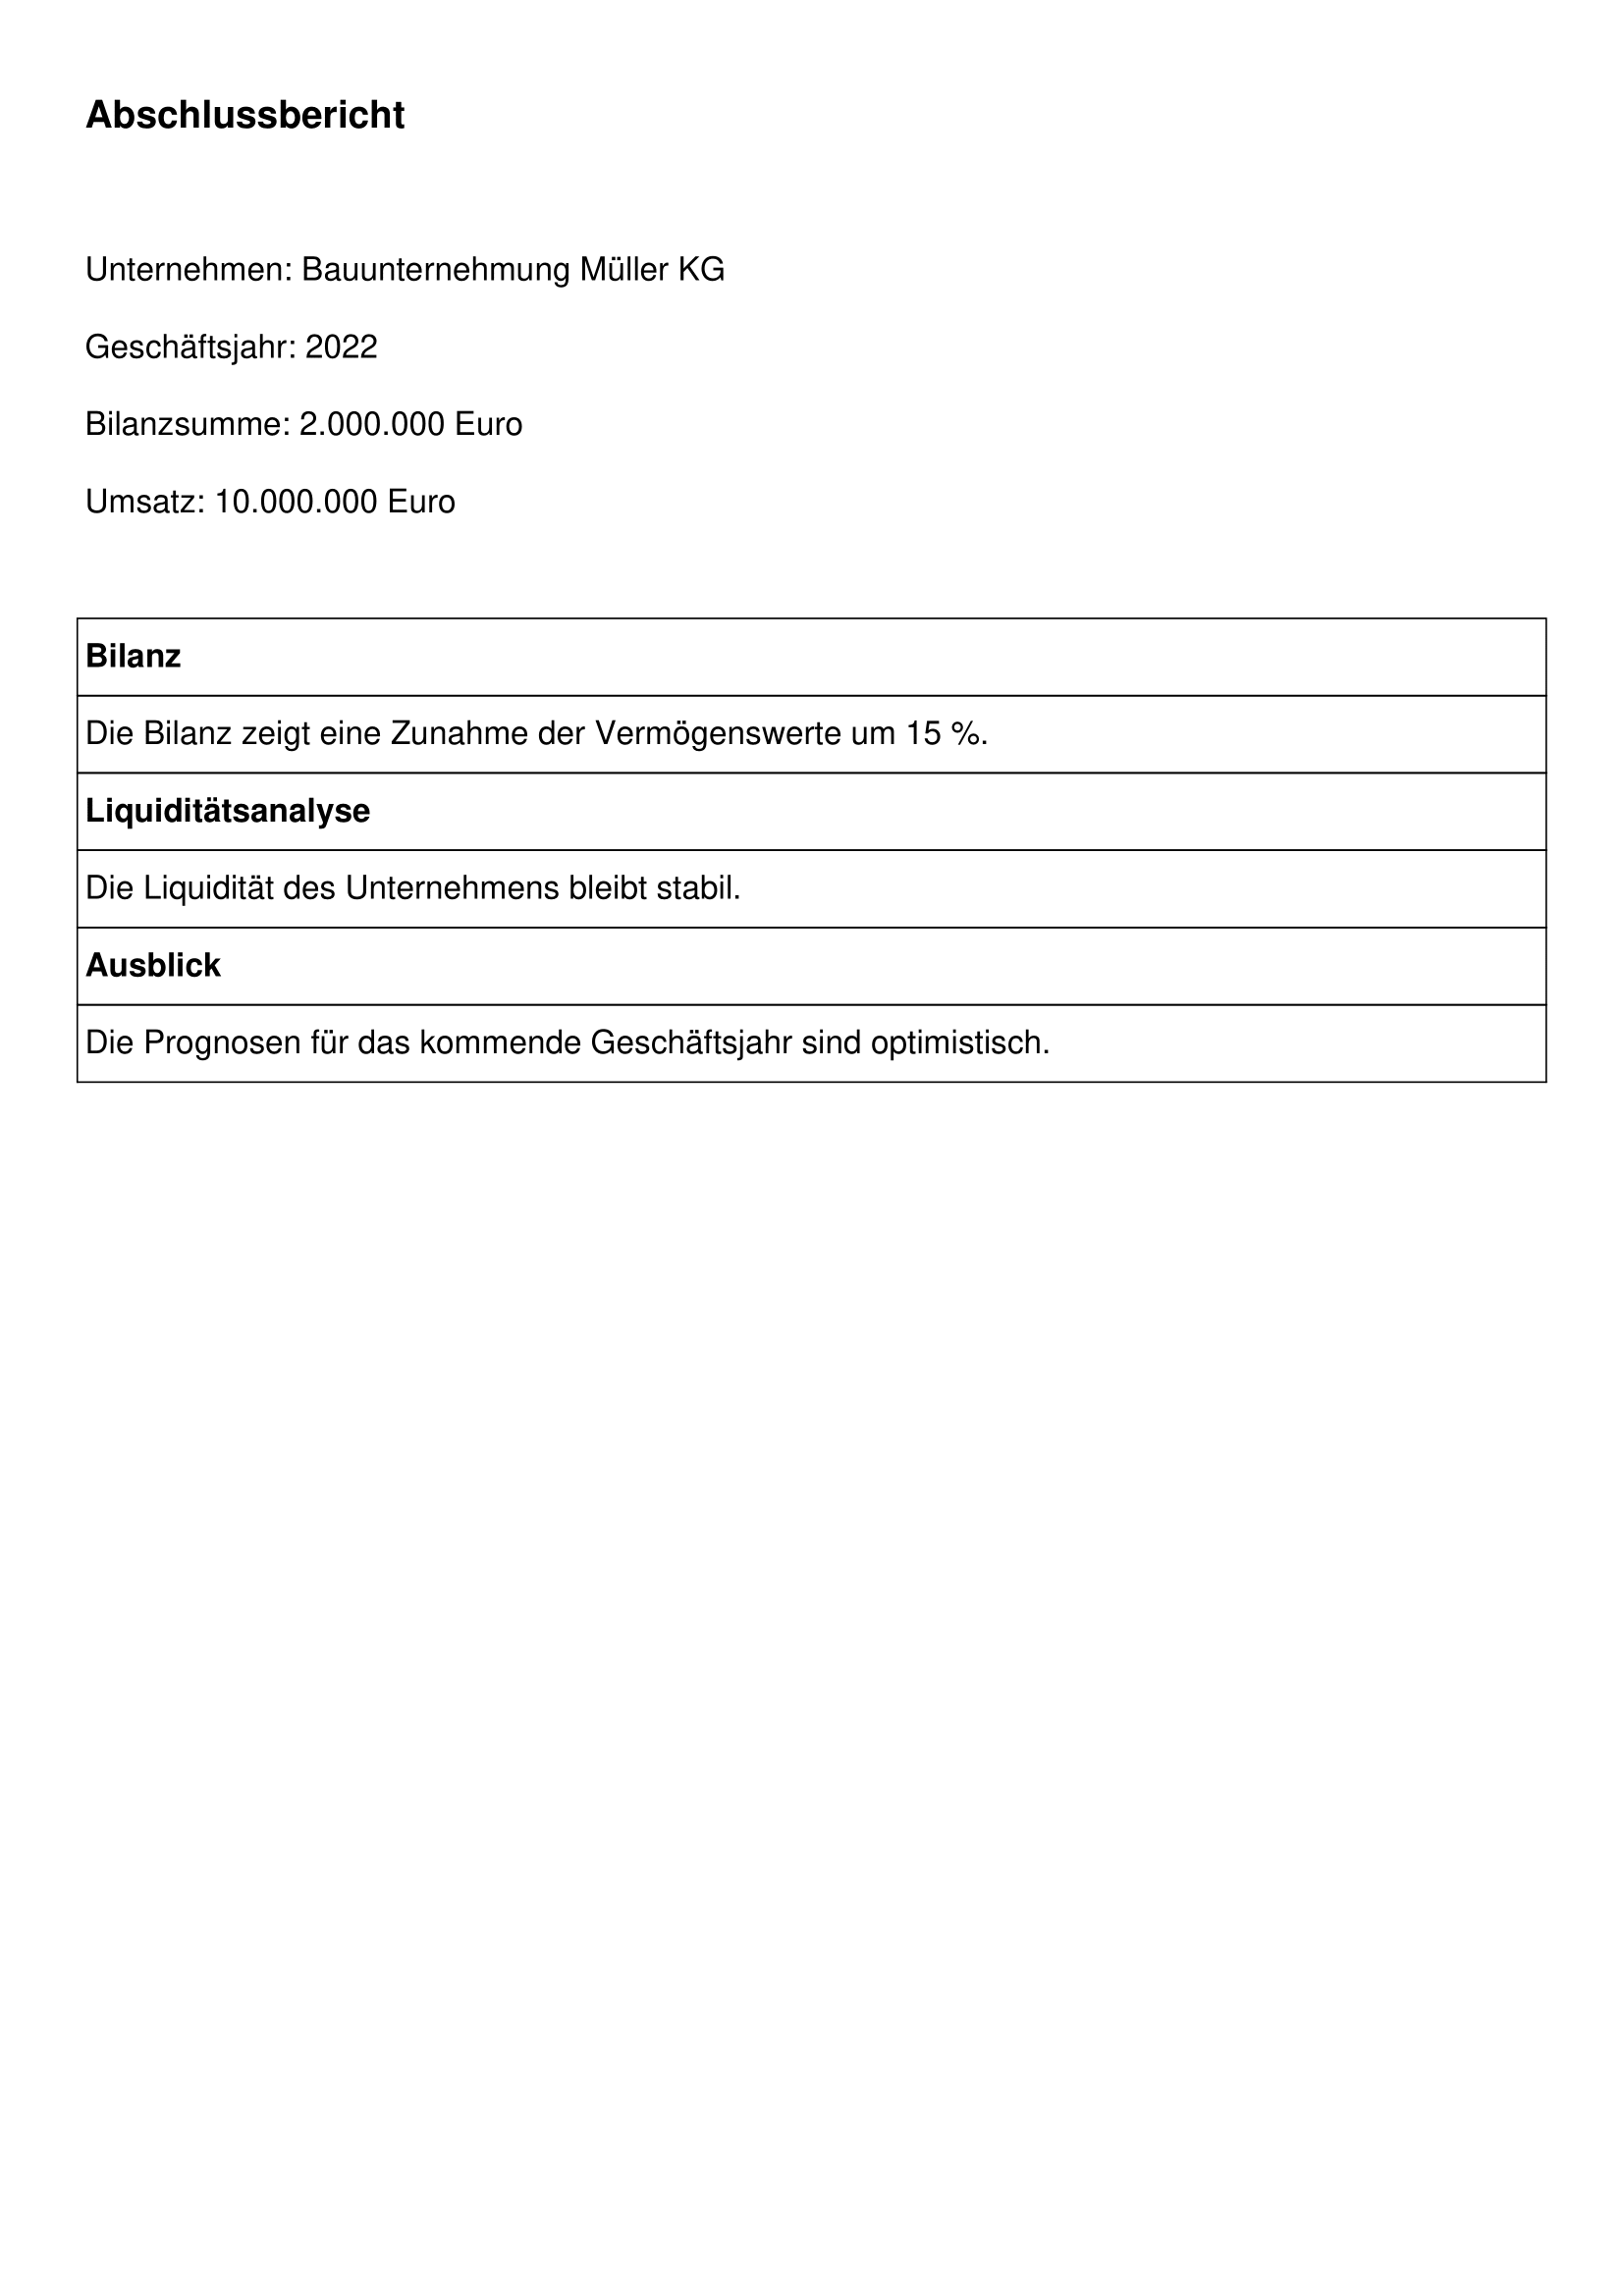 Abschlussbericht
Unternehmen: Bauunternehmung Müller KG
Geschäftsjahr: 2022
Bilanzsumme: 2.000.000 Euro
Umsatz: 10.000.000 Euro
Bilanz
Die Bilanz zeigt eine Zunahme der Vermögenswerte um 15 %.
Liquiditätsanalyse
Die Liquidität des Unternehmens bleibt stabil.
Ausblick
Die Prognosen für das kommende Geschäftsjahr sind optimistisch.